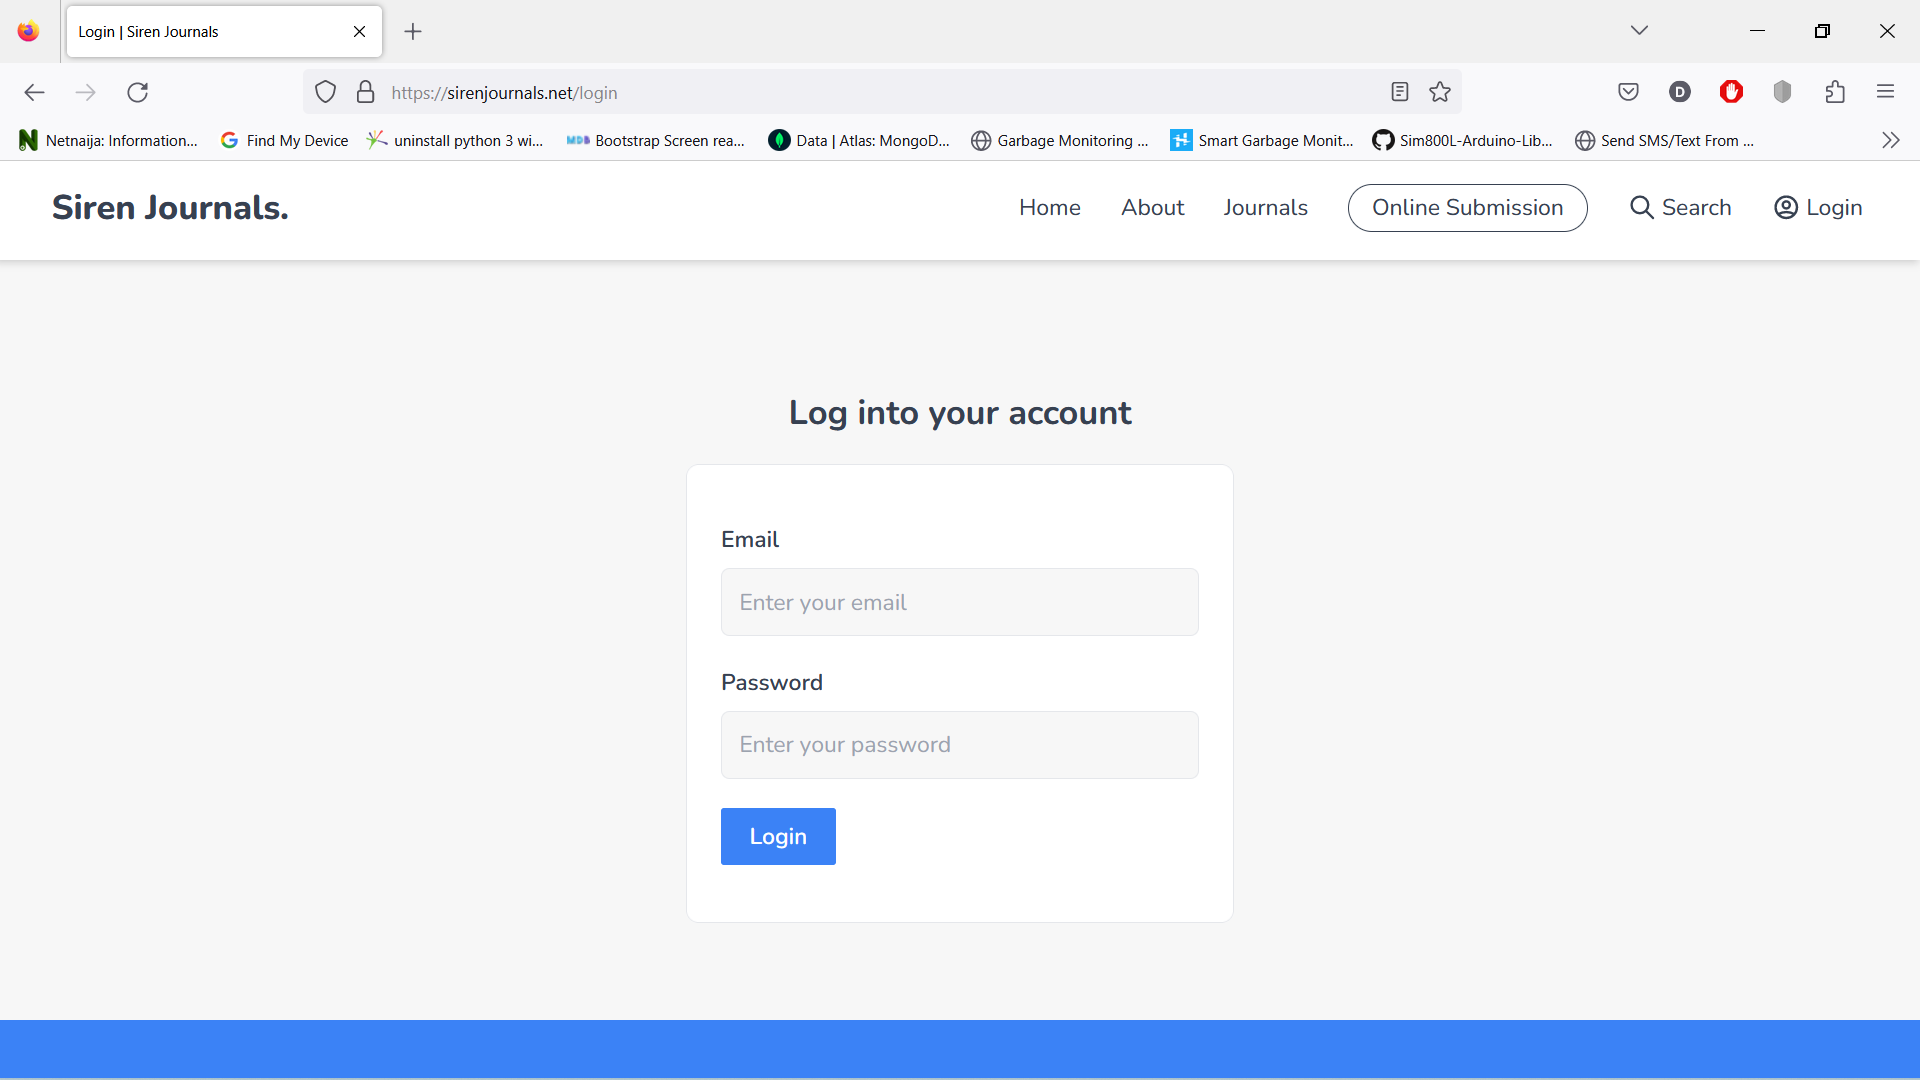 Login | Siren Journals
https://sirenjournals.net/login
D
Netnaija: Information...
Find My Device
uninstall python 3 wi...
MDB Bootstrap Screen rea...
Data | Atlas: MongoD...
Garbage Monitoring ...
Smart Garbage Monit...
Sim800L-Arduino-Lib...
Send SMS/Text From ...
Siren Journals.
Home
About
Journals
Online Submission
Search
Login
Log into your account
Email
Enter your email
Password
Enter your password
Login